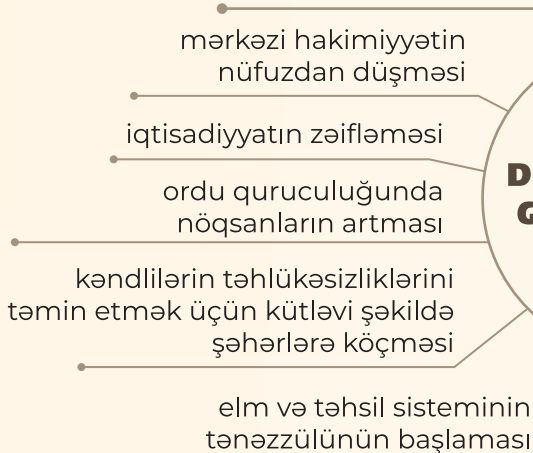 mərkəzi hakimiyyətin
nüfuzdan düşməsi
iqtisadiyyatın zəifləməsi
ordu quruculuğunda
nöqsanların artması
kəndlilərin təhlükəsizliklərini
təmin etmək üçün kütləvi şəkildə
şəhərlərə köçməsi
elm və təhsil sisteminin
tənəzzülünün başlaması
D
G